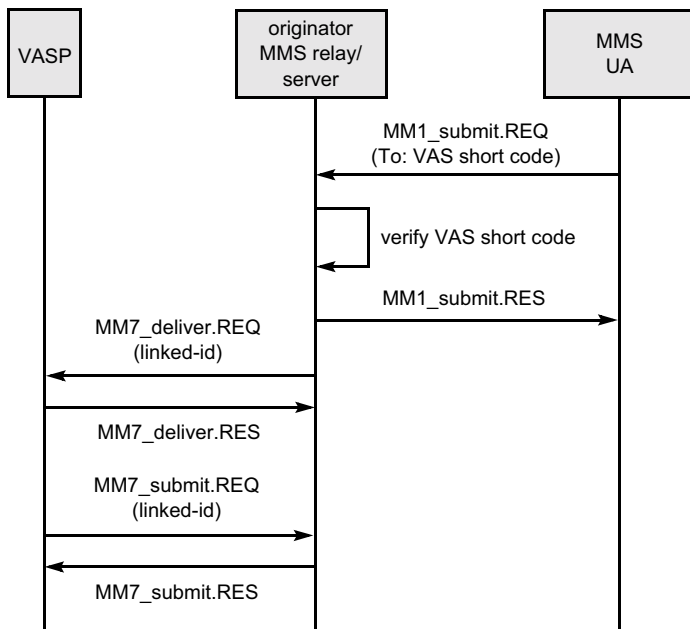 VASP
originator
MMS relay/
server
MMS
UA
MM1_submit.REQ
(To: VAS short code)
verify VAS short code
MM1_submit.RES
MM7_deliver.REQ
(linked-id)
MM7_deliver.RES
MM7_submit.REQ
(linked-id)
MM7_submit.RES